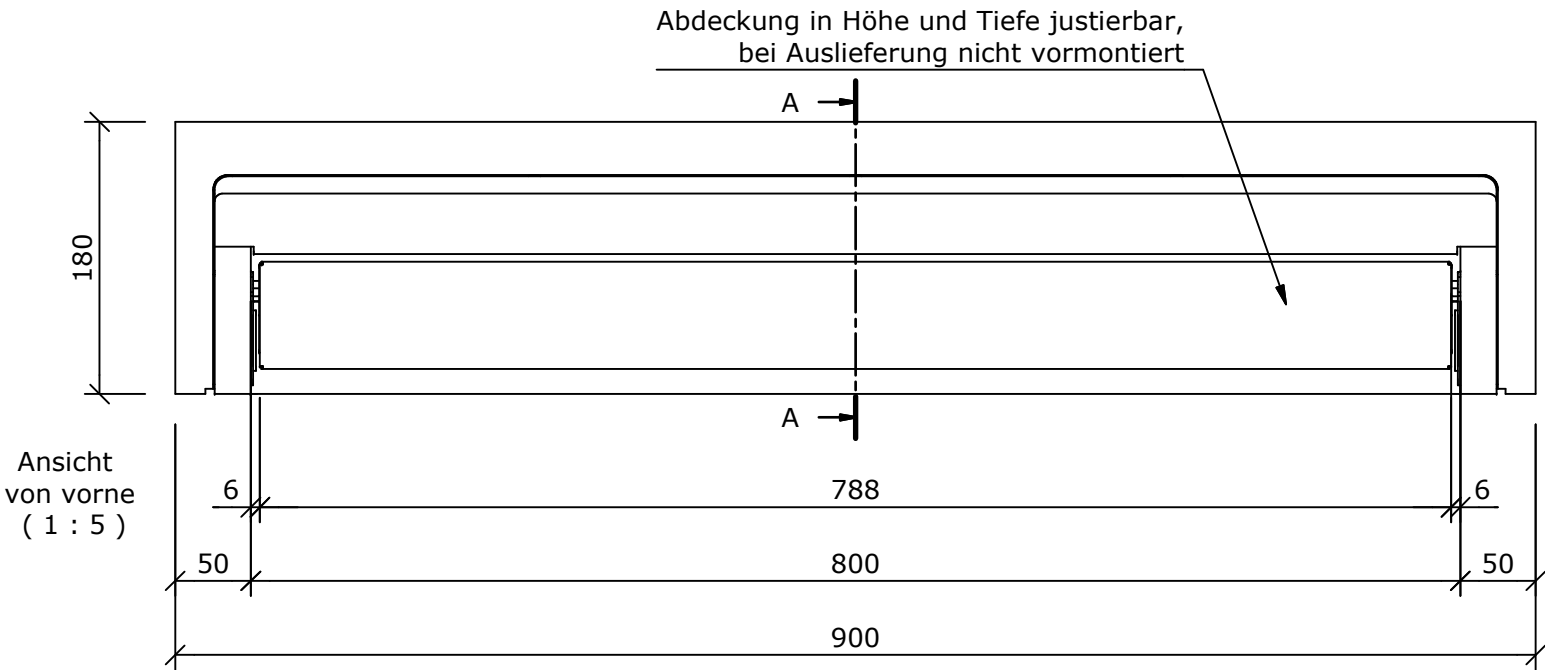 Abdeckung in Höhe und Tiefe justierbar,
bei Auslieferung nicht vormontiert
A
180
A
Ansicht
von vorne
( 1 : 5 )
6
788
6
50
800
50
900